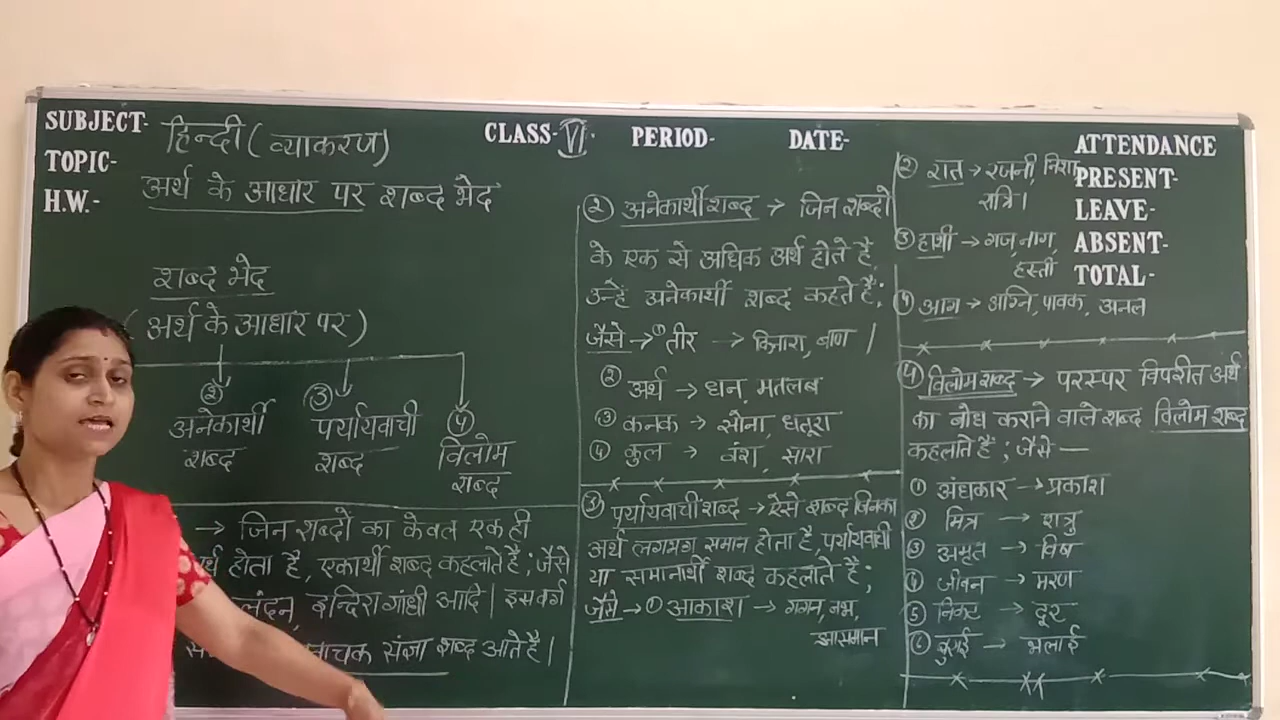 SUBJECT- हिन्दी (व्याकरण) CLASS-VI. PERIOD- DATE- ATTENDANCE
TOPIC- अर्थ के आधार पर शब्द भेद PRESENT-
H.W.- LEAVE-
ABSENT-
TOTAL-
शब्द भेद
(अर्थ के आधार पर)
② अनेकार्थी शब्द
③ पर्यायवाची शब्द
④ विलोम शब्द
→ जिन शब्दों का केवल एक ही
होता है, एकार्थी शब्द कहलाते हैं; जैसे
लंदन, इन्दिरा गांधी आदि। इस वर्ग
संज्ञा शब्द आते है।
② अनेकार्थी शब्द → जिन शब्दो
के एक से अधिक अर्थ होते है,
उन्हे अनेकार्थी शब्द कहते है;
जैसे → ① तीर → किनारा, बाण ।
② अर्थ → धन, मतलब
③ कनक → सोना, धतूरा
④ कुल → वंश, सारा
③ पर्यायवाची शब्द → ऐसे शब्द जिनका
अर्थ लगभग समान होता है, पर्यायवाची
या समानार्थी शब्द कहलाते है;
जैसे → ① आकाश → गगन, नभ,
आसमान
② रात → रजनी, निशा
रात्रि।
③ हाथी → गज, नाग,
हस्ती
④ आग → अग्नि, पावक, अनल
④ विलोम शब्द → परस्पर विपरीत अर्थ
का बोध कराने वाले शब्द विलोम शब्द
कहलाते हैं ; जैसे —
① अंधकार → प्रकाश
② मित्र → शत्रु
③ अमृत → विष
④ जीवन → मरण
⑤ निकट → दूर
⑥ बुराई → भलाई